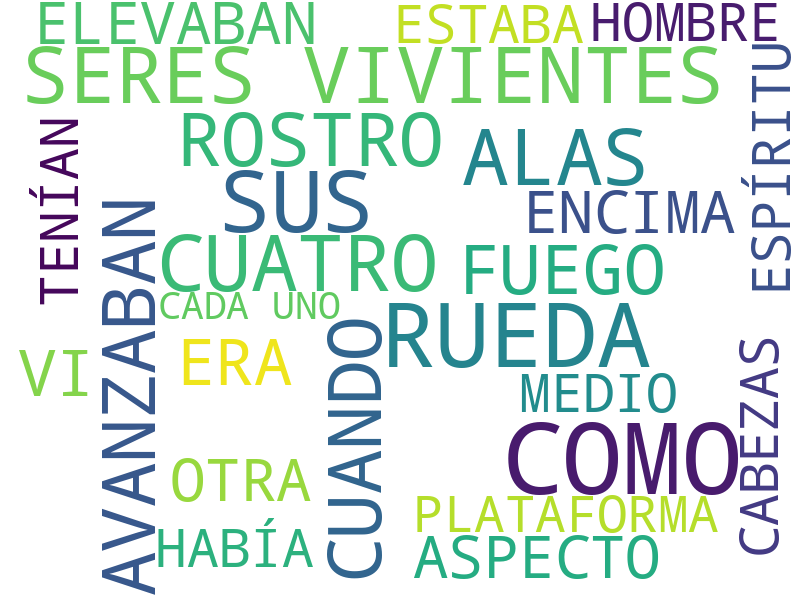 ELEVABAN
ESTABA
HOMBRE
SERES VIVIENTES
ESPÍRITU
TENÍAN
ROSTRO
ALAS
SUS
ENCIMA
AVANZABAN
CUATRO
FUEGO
CADA UNO
RUEDA
CUANDO
VI
ERA
MEDIO
CABEZAS
COMO
OTRA
PLATAFORMA
HABÍA
ASPECTO